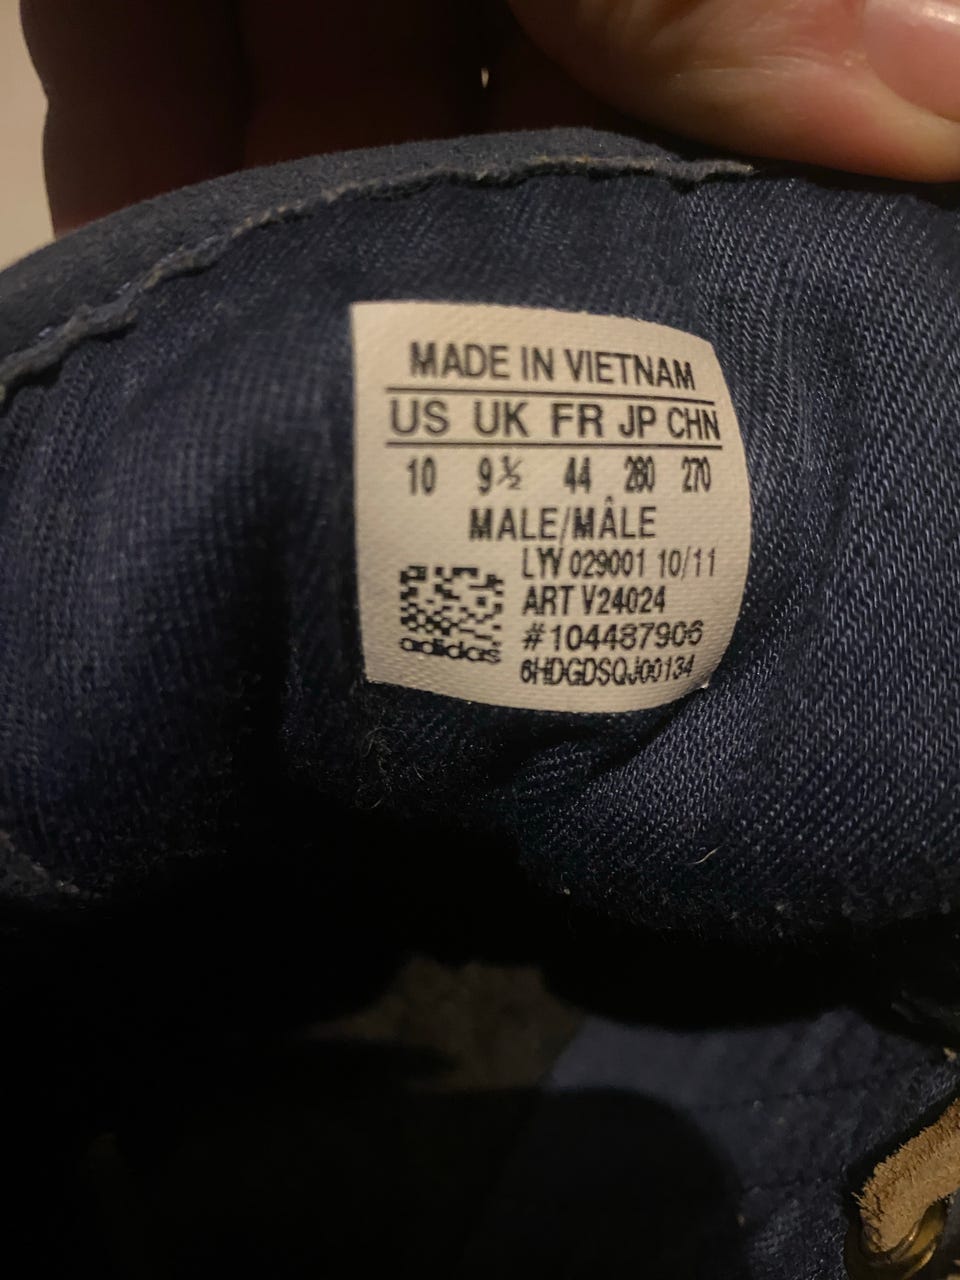 MADE IN VIETNAM
US UK FR JP CHN
10 9½ 44 280 270
MALE/MÂLE
LYV 029001 10/11
ART V24024
#104487906
adidas 6HDGDSQJ00134